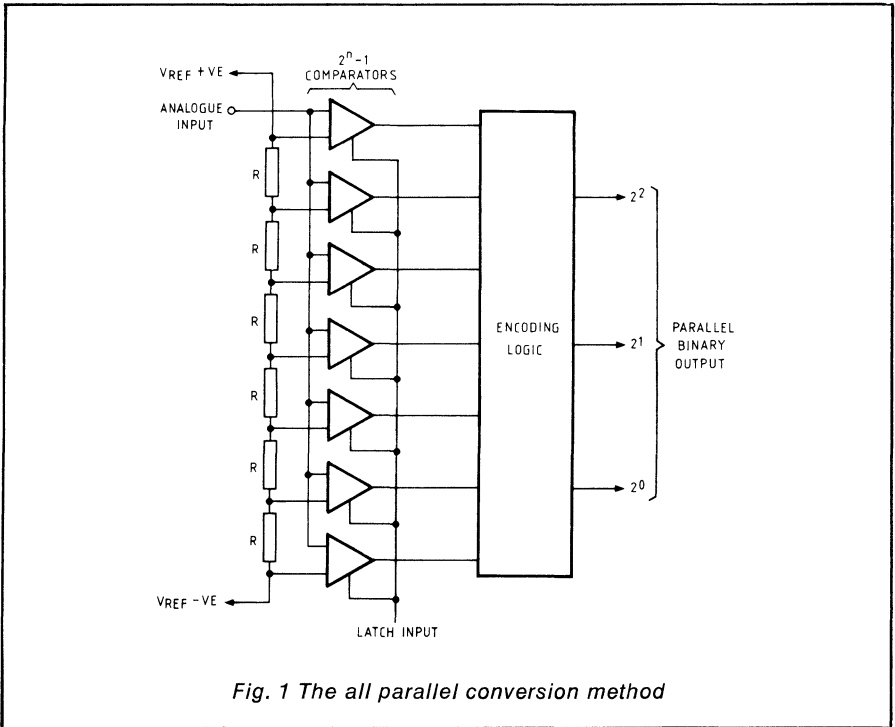 2ⁿ-1
COMPARATORS
VREF +VE
ANALOGUE
INPUT
R
R
R
R
R
R
ENCODING
LOGIC
2²
2¹
2⁰
PARALLEL
BINARY
OUTPUT
VREF -VE
LATCH INPUT
Fig. 1 The all parallel conversion method